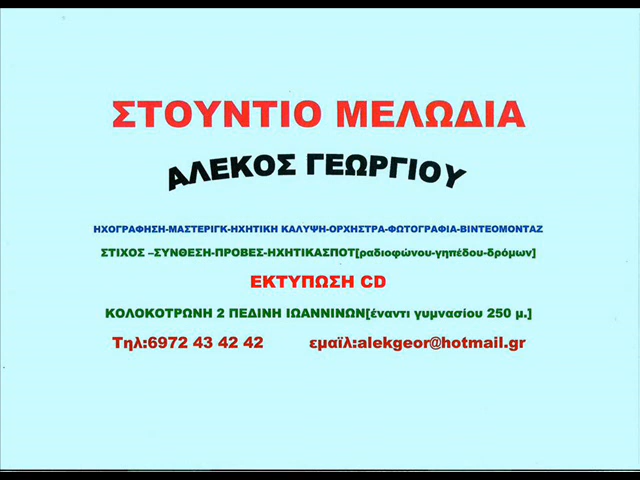 ΣΤΟΥΝΤΙΟ ΜΕΛΩΔΙΑ
ΑΛΕΚΟΣ ΓΕΩΡΓΙΟΥ
ΗΧΟΓΡΑΦΗΣΗ-ΜΑΣΤΕΡΙΓΚ-ΗΧΗΤΙΚΗ ΚΑΛΥΨΗ-ΟΡΧΗΣΤΡΑ-ΦΩΤΟΓΡΑΦΙΑ-ΒΙΝΤΕΟΜΟΝΤΑΖ
ΣΤΙΧΟΣ –ΣΥΝΘΕΣΗ-ΠΡΟΒΕΣ-ΗΧΗΤΙΚΑΣΠΟΤ[ραδιοφώνου-γηπέδου-δρόμων]
ΕΚΤΥΠΩΣΗ CD
ΚΟΛΟΚΟΤΡΩΝΗ 2 ΠΕΔΙΝΗ ΙΩΑΝΝΙΝΩΝ[έναντι γυμνασίου 250 μ.]
Τηλ:6972 43 42 42 εμαϊλ:alekgeor@hotmail.gr